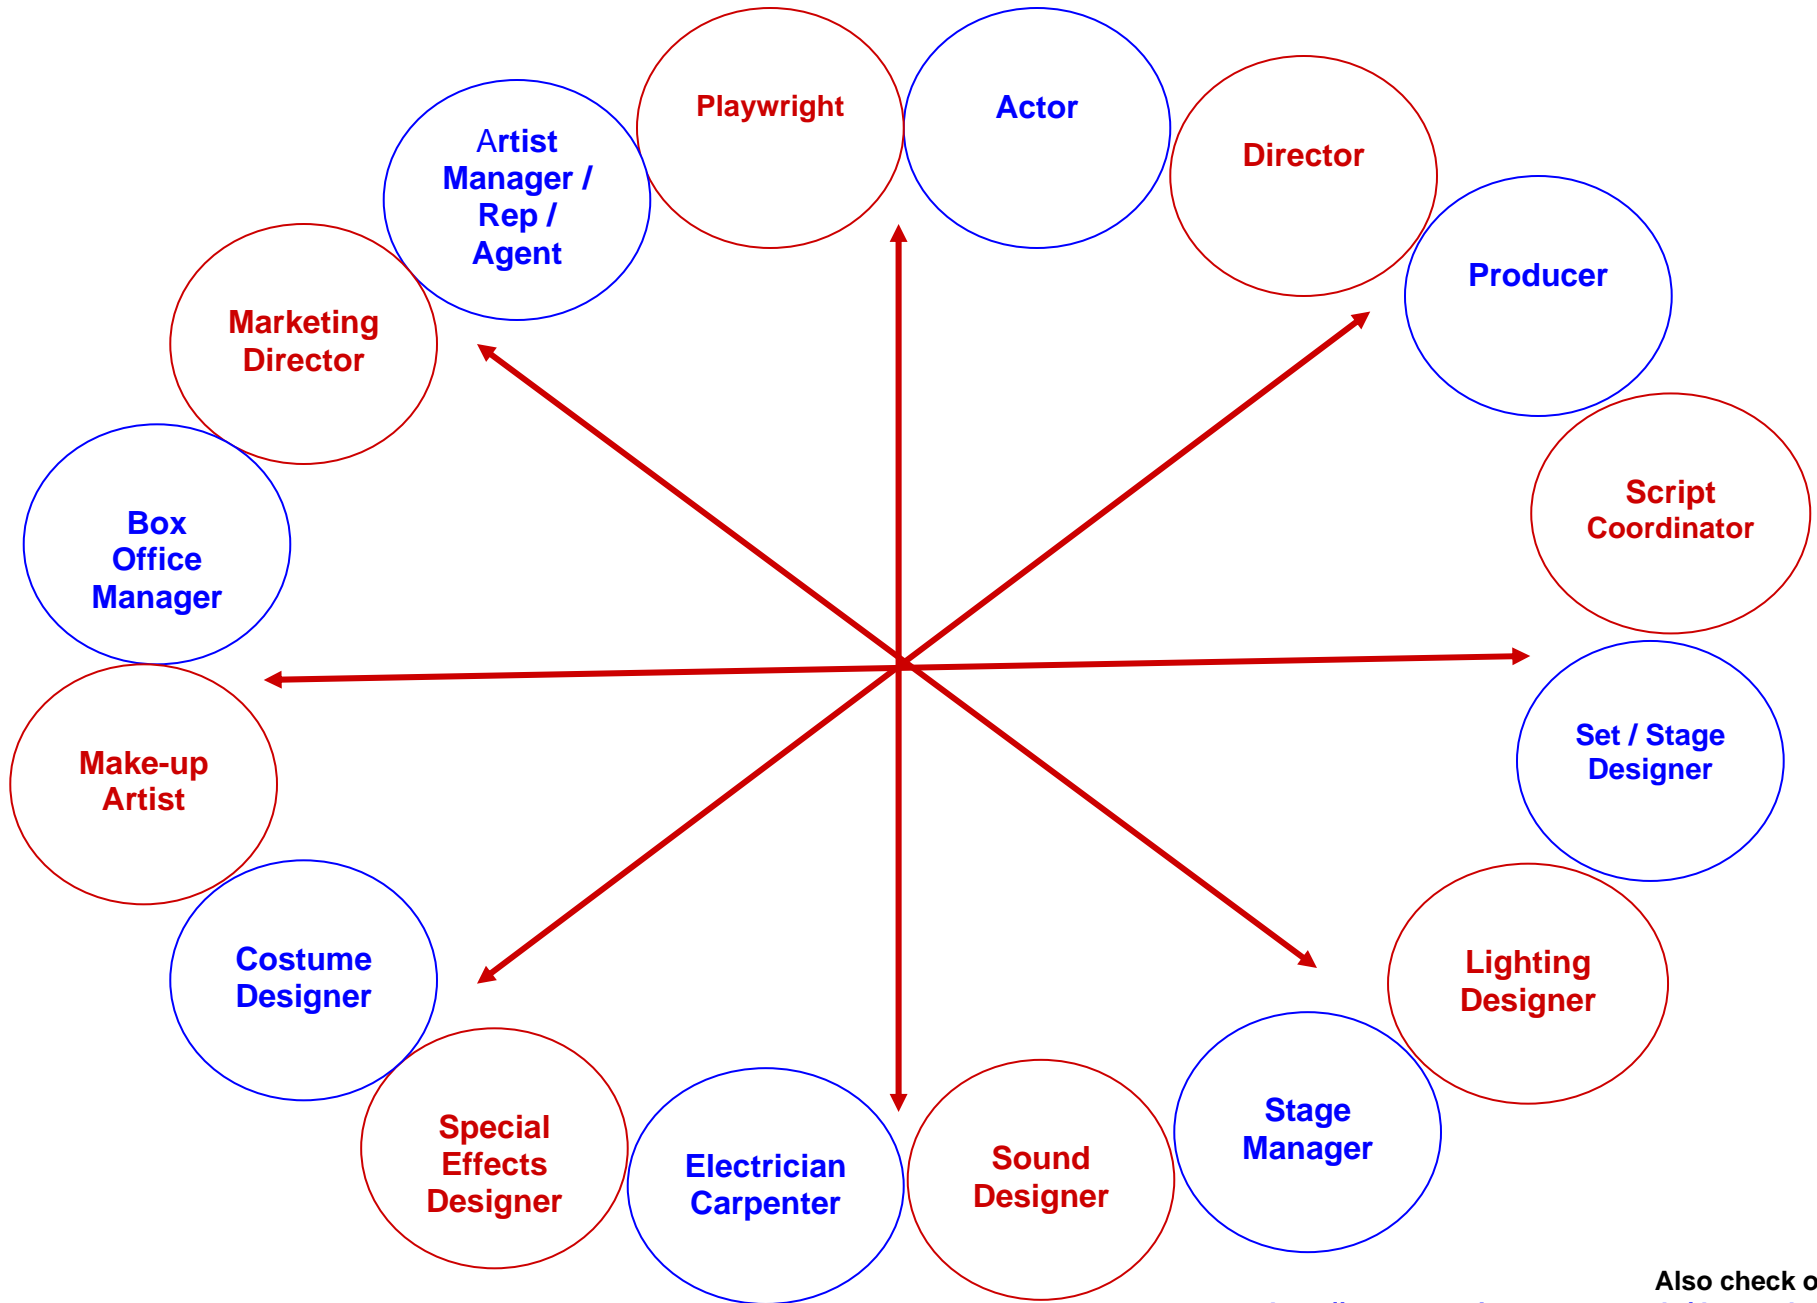 Playwright
Actor
Director
Producer
Script
Coordinator
Set / Stage
Designer
Lighting
Designer
Stage
Manager
Sound
Designer
Electrician
Carpenter
Special
Effects
Designer
Costume
Designer
Make-up
Artist
Box
Office
Manager
Marketing
Director
Artist
Manager /
Rep /
Agent
Also check